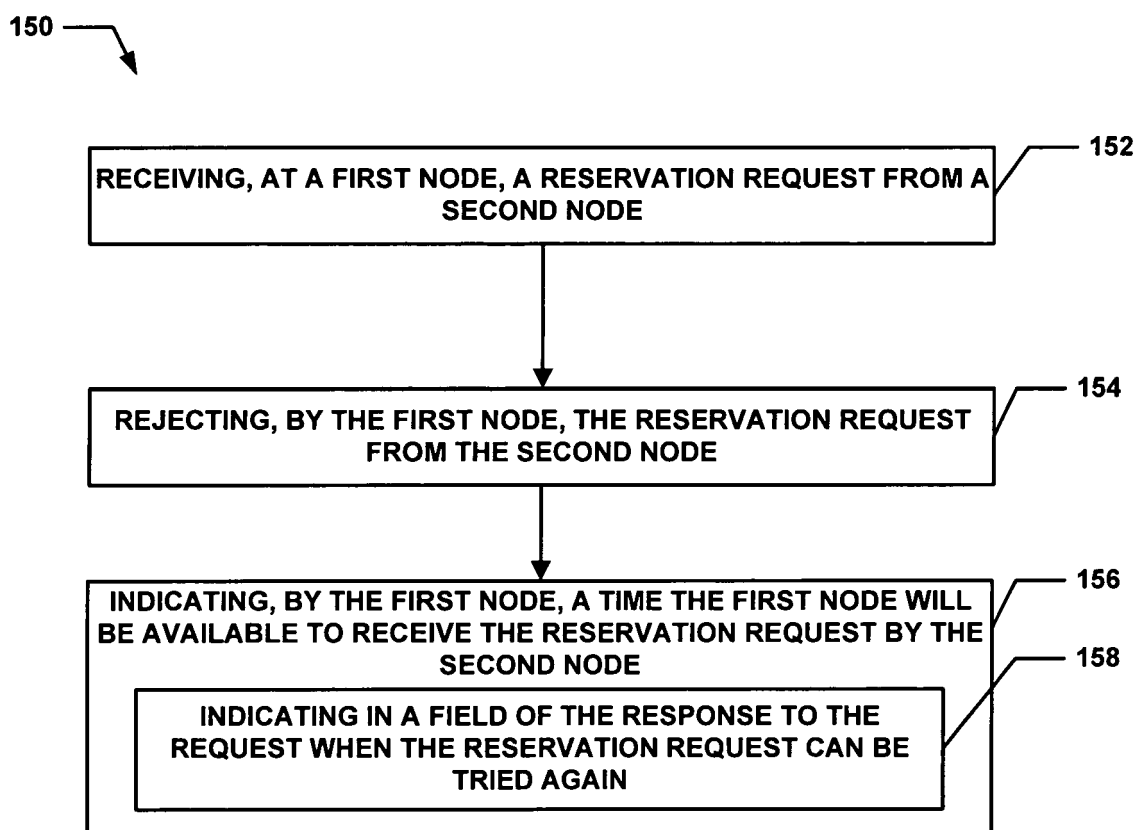 150
RECEIVING, AT A FIRST NODE, A RESERVATION REQUEST FROM A
SECOND NODE
152
REJECTING, BY THE FIRST NODE, THE RESERVATION REQUEST
FROM THE SECOND NODE
154
INDICATING, BY THE FIRST NODE, A TIME THE FIRST NODE WILL
BE AVAILABLE TO RECEIVE THE RESERVATION REQUEST BY THE
SECOND NODE
156
INDICATING IN A FIELD OF THE RESPONSE TO THE
REQUEST WHEN THE RESERVATION REQUEST CAN BE
TRIED AGAIN
158